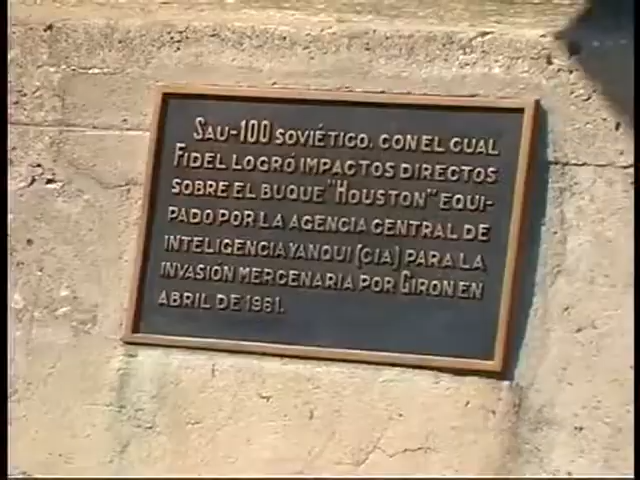 SAU-100 SOVIÉTICO, CON EL CUAL
FIDEL LOGRÓ IMPACTOS DIRECTOS
SOBRE EL BUQUE "HOUSTON" EQUI-
PADO POR LA AGENCIA CENTRAL DE
INTELIGENCIA YANQUI (CIA) PARA LA
INVASIÓN MERCENARIA POR GIRON EN
ABRIL DE 1961.